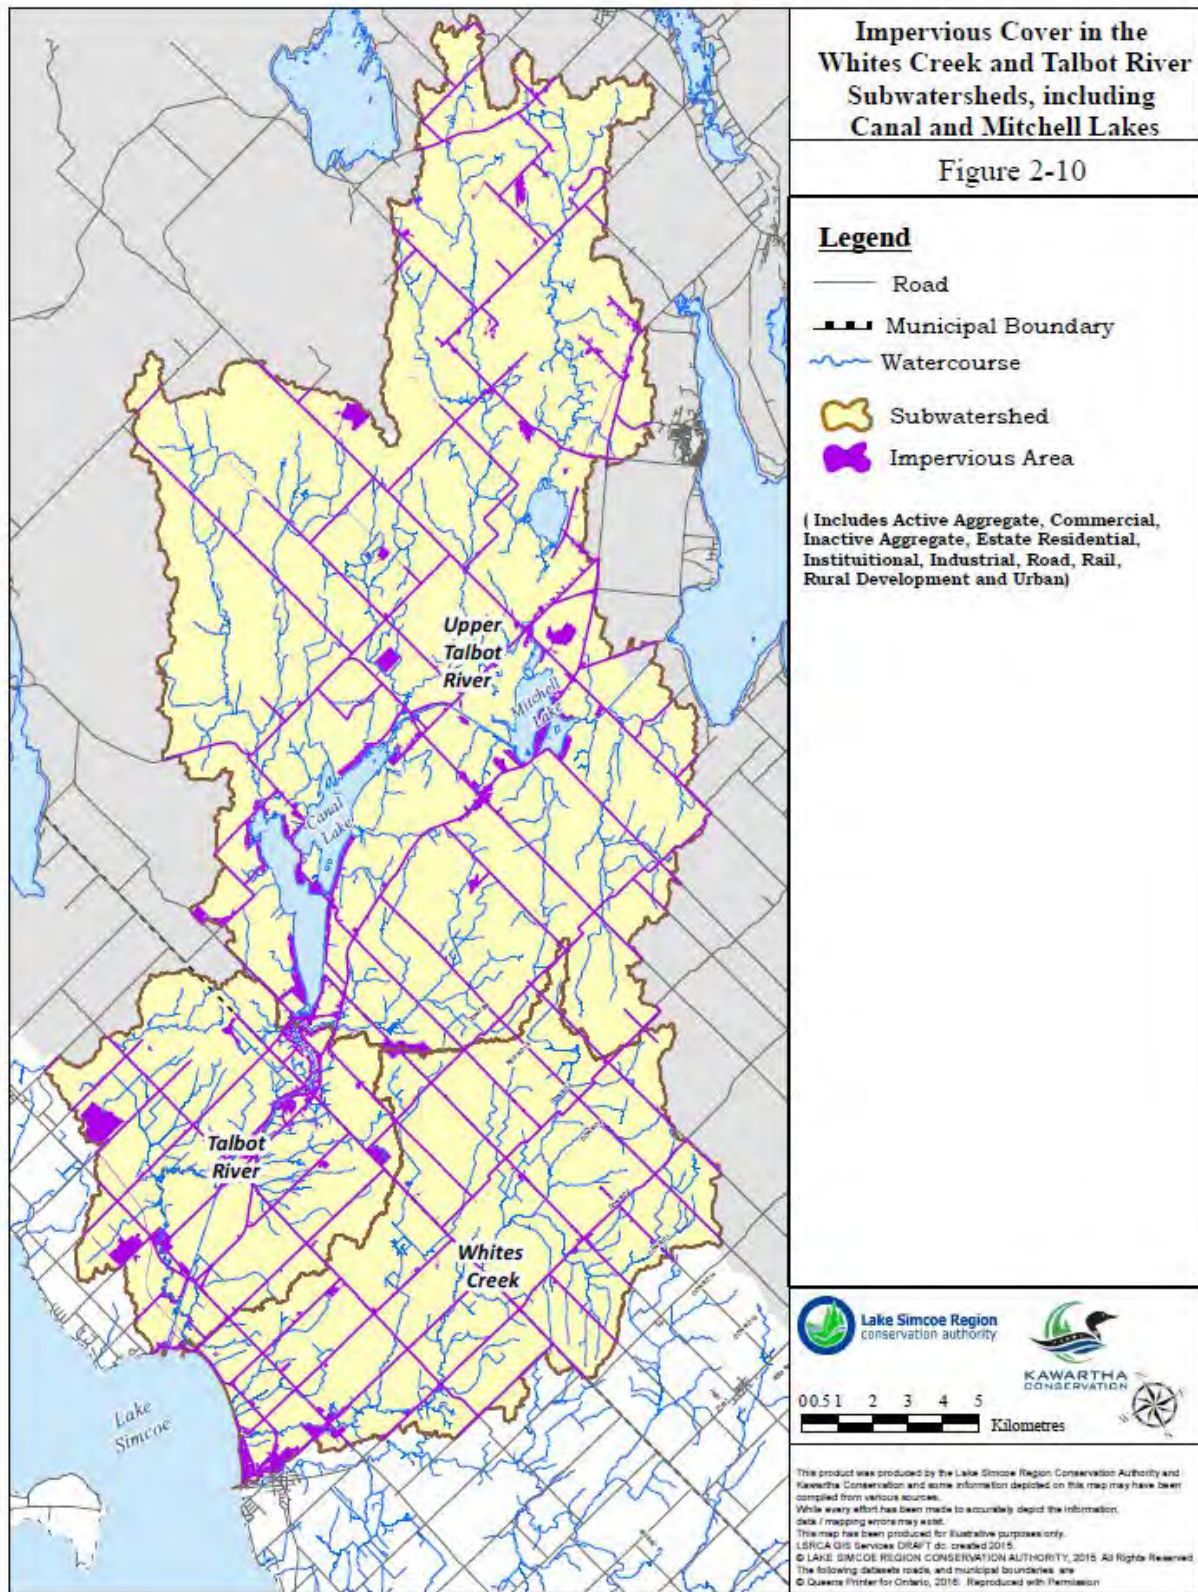 Impervious Cover in the
Whites Creek and Talbot River
Subwatersheds, including
Canal and Mitchell Lakes
Figure 2-10
Legend
Road
Municipal Boundary
Watercourse
Subwatershed
Impervious Area
( Includes Active Aggregate, Commercial,
Inactive Aggregate, Estate Residential,
Instituitional, Industrial, Road, Rail,
Rural Development and Urban)
Upper
Talbot
River
Mitchell
Lake
Canal
Lake
Talbot
River
Whites
Creek
Lake
Simcoe
Lake Simcoe Region
conservation authority
KAWARTHA
CONSERVATION
0 0.5 1 2 3 4 5
Kilometres
This product was produced by the Lake Simcoe Region Conservation Authority and
Kawartha Conservation and some information depicted on this map may have been
compiled from various sources.
While every effort has been made to accurately depict the information,
data / mapping errors may exist.
This map has been produced for illustrative purposes only.
LSRCA GIS Services DRAFT dc. created 2015.
© LAKE SIMCOE REGION CONSERVATION AUTHORITY, 2015. All Rights Reserved.
The following datasets roads, and municipal boundaries are
© Queens Printer for Ontario, 2015. Reproduced with Permission